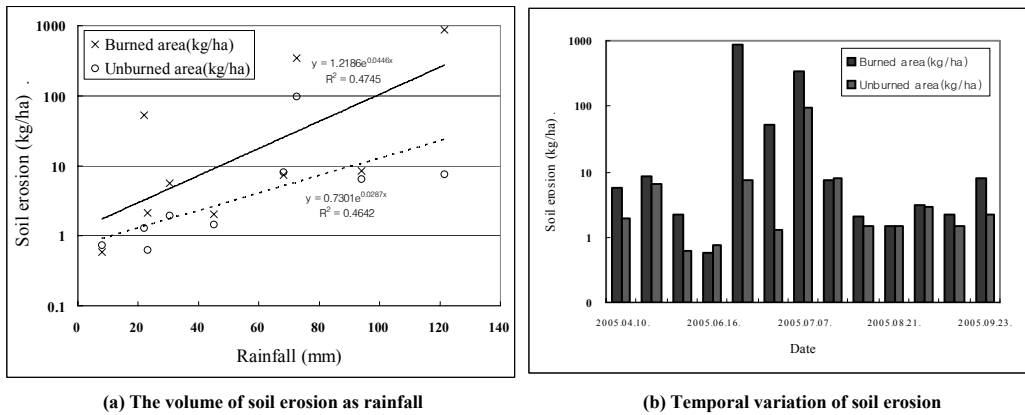 1000
100
10
1
0.1
Soil erosion (kg/ha) .
× Burned area(kg/ha)
○ Unburned area(kg/ha)
y = 1.2186e^0.0446x
R² = 0.4745
y = 0.7301e^0.0287x
R² = 0.4642
0 20 40 60 80 100 120 140
Rainfall (mm)
(a) The volume of soil erosion as rainfall
1000
100
10
1
0
Soil erosion (kg/ha) .
Burned area(kg/ha)
Unburned area(kg/ha)
2005.04.10. 2005.06.16. 2005.07.07. 2005.08.21. 2005.09.23.
Date
(b) Temporal variation of soil erosion